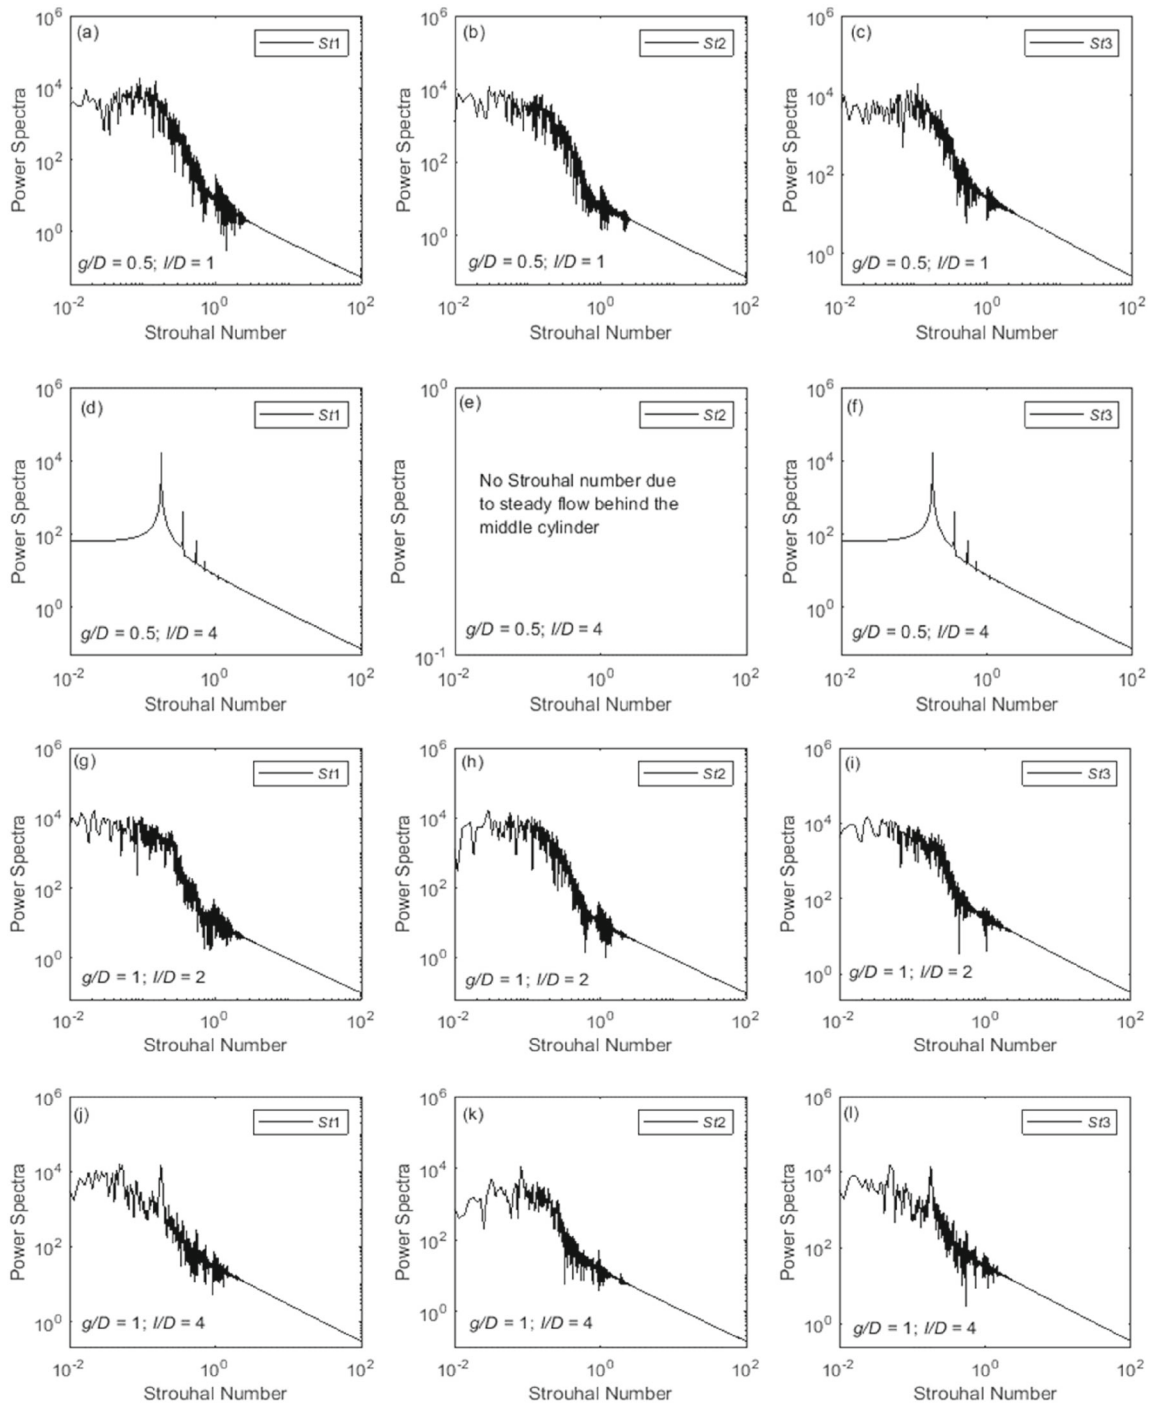 (a)
St1
10^6
10^4
10^2
10^0
Power Spectra
g/D = 0.5; l/D = 1
10^-2
10^0
10^2
Strouhal Number
(b)
St2
10^6
10^4
10^2
10^0
Power Spectra
g/D = 0.5; l/D = 1
10^-2
10^0
10^2
Strouhal Number
(c)
St3
10^6
10^4
10^2
10^0
Power Spectra
g/D = 0.5; l/D = 1
10^-2
10^0
10^2
Strouhal Number
(d)
St1
10^6
10^4
10^2
10^0
Power Spectra
g/D = 0.5; l/D = 4
10^-2
10^0
10^2
Strouhal Number
(e)
St2
10^0
Power Spectra
No Strouhal number due
to steady flow behind the
middle cylinder
g/D = 0.5; l/D = 4
10^-1
10^-2
10^0
10^2
Strouhal Number
(f)
St3
10^6
10^4
10^2
10^0
Power Spectra
g/D = 0.5; l/D = 4
10^-2
10^0
10^2
Strouhal Number
(g)
St1
10^6
10^4
10^2
10^0
Power Spectra
g/D = 1; l/D = 2
10^-2
10^0
10^2
Strouhal Number
(h)
St2
10^6
10^4
10^2
10^0
Power Spectra
g/D = 1; l/D = 2
10^-2
10^0
10^2
Strouhal Number
(i)
St3
10^6
10^4
10^2
10^0
Power Spectra
g/D = 1; l/D = 2
10^-2
10^0
10^2
Strouhal Number
(j)
St1
10^6
10^4
10^2
10^0
Power Spectra
g/D = 1; l/D = 4
10^-2
10^0
10^2
Strouhal Number
(k)
St2
10^6
10^4
10^2
10^0
Power Spectra
g/D = 1; l/D = 4
10^-2
10^0
10^2
Strouhal Number
(l)
St3
10^6
10^4
10^2
10^0
Power Spectra
g/D = 1; l/D = 4
10^-2
10^0
10^2
Strouhal Number